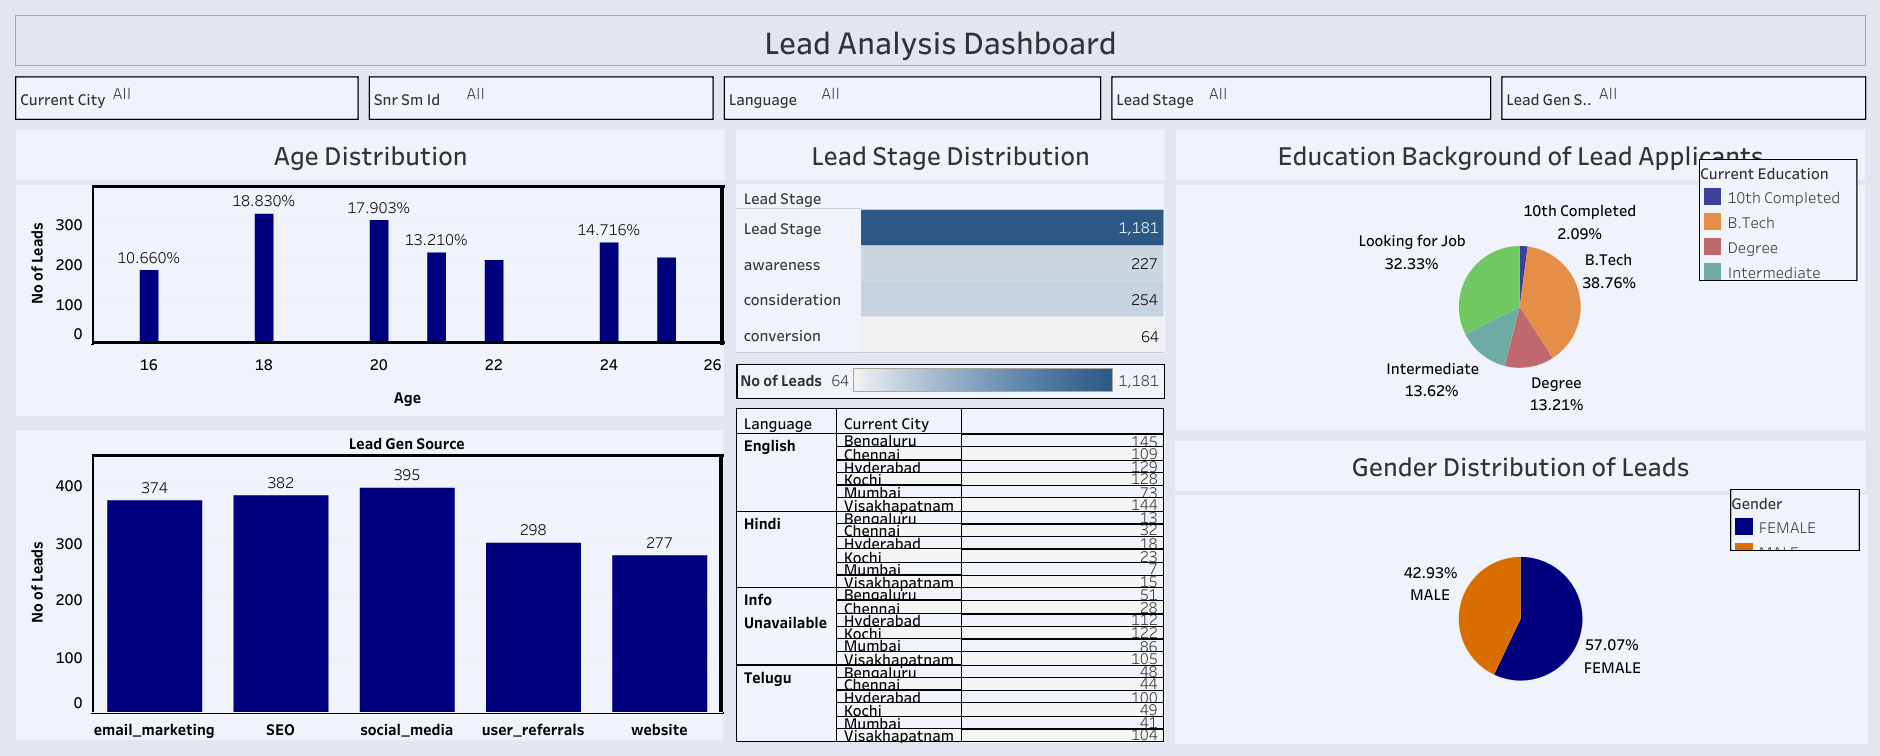 Lead Analysis Dashboard
Current City All
Snr Sm Id All
Language All
Lead Stage All
Lead Gen S.. All
Age Distribution
No of Leads
300
200
100
0
10.660%
18.830%
17.903%
13.210%
14.716%
16 18 20 22 24 26
Age
Lead Gen Source
No of Leads
400
300
200
100
0
374 382 395 298 277
email_marketing SEO social_media user_referrals website
Lead Stage Distribution
Lead Stage
Lead Stage 1,181
awareness 227
consideration 254
conversion 64
No of Leads 64 1,181
Language Current City
English Bengaluru 145
Chennai 109
Hyderabad 129
Kochi 128
Mumbai 73
Visakhapatnam 144
Hindi Bengaluru 13
Chennai 32
Hyderabad 18
Kochi 23
Mumbai 7
Visakhapatnam 15
Info Unavailable Bengaluru 51
Chennai 28
Hyderabad 112
Kochi 122
Mumbai 86
Visakhapatnam 105
Telugu Bengaluru 48
Chennai 44
Hyderabad 100
Kochi 49
Mumbai 41
Visakhapatnam 104
Education Background of Lead Applicants
Current Education
10th Completed
B.Tech
Degree
Intermediate
10th Completed
2.09%
Looking for Job
32.33%
B.Tech
38.76%
Intermediate
13.62%
Degree
13.21%
Gender Distribution of Leads
Gender
FEMALE
MALE
42.93%
MALE
57.07%
FEMALE